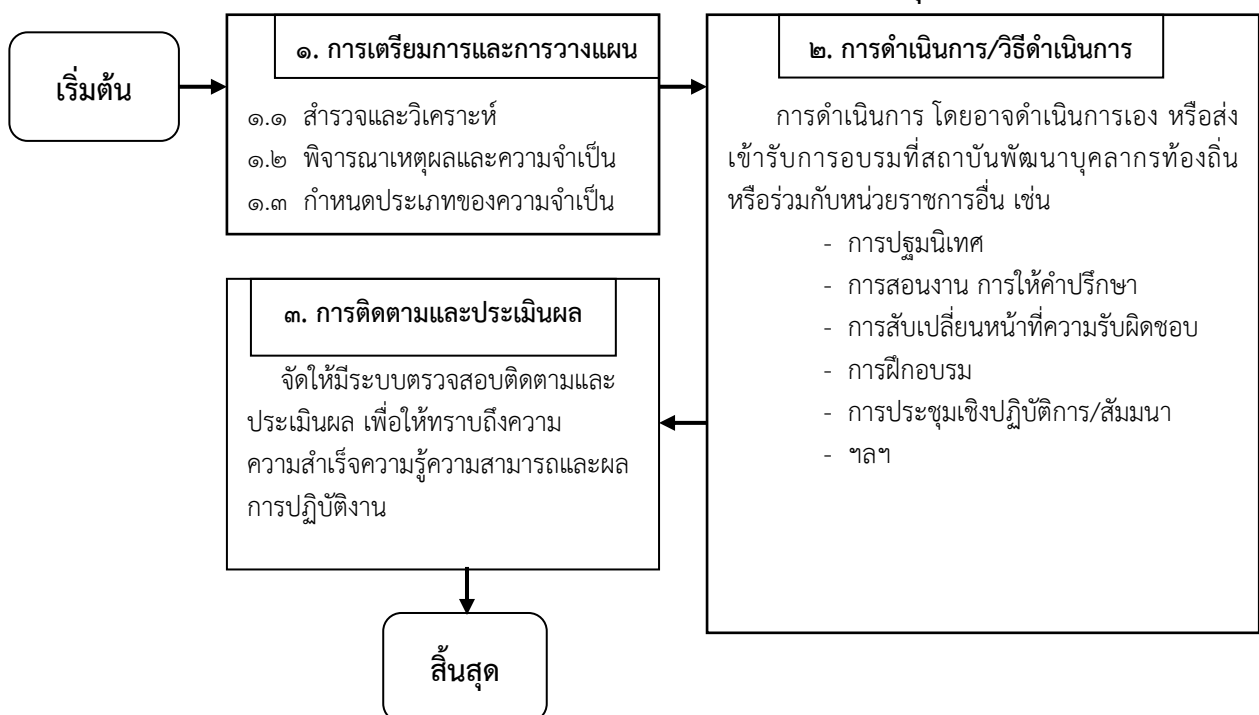 เริ่มต้น
๑. การเตรียมการและการวางแผน
๑.๑ สำรวจและวิเคราะห์
๑.๒ พิจารณาเหตุผลและความจำเป็น
๑.๓ กำหนดประเภทของความจำเป็น
๒. การดำเนินการ/วิธีดำเนินการ
การดำเนินการ โดยอาจดำเนินการเอง หรือส่ง
เข้ารับการอบรมที่สถาบันพัฒนาบุคลากรท้องถิ่น
หรือร่วมกับหน่วยราชการอื่น เช่น
- การปฐมนิเทศ
- การสอนงาน การให้คำปรึกษา
- การสับเปลี่ยนหน้าที่ความรับผิดชอบ
- การฝึกอบรม
- การประชุมเชิงปฏิบัติการ/สัมมนา
- ฯลฯ
๓. การติดตามและประเมินผล
จัดให้มีระบบตรวจสอบติดตามและ
ประเมินผล เพื่อให้ทราบถึงความ
ความสำเร็จความรู้ความสามารถและผล
การปฏิบัติงาน
สิ้นสุด